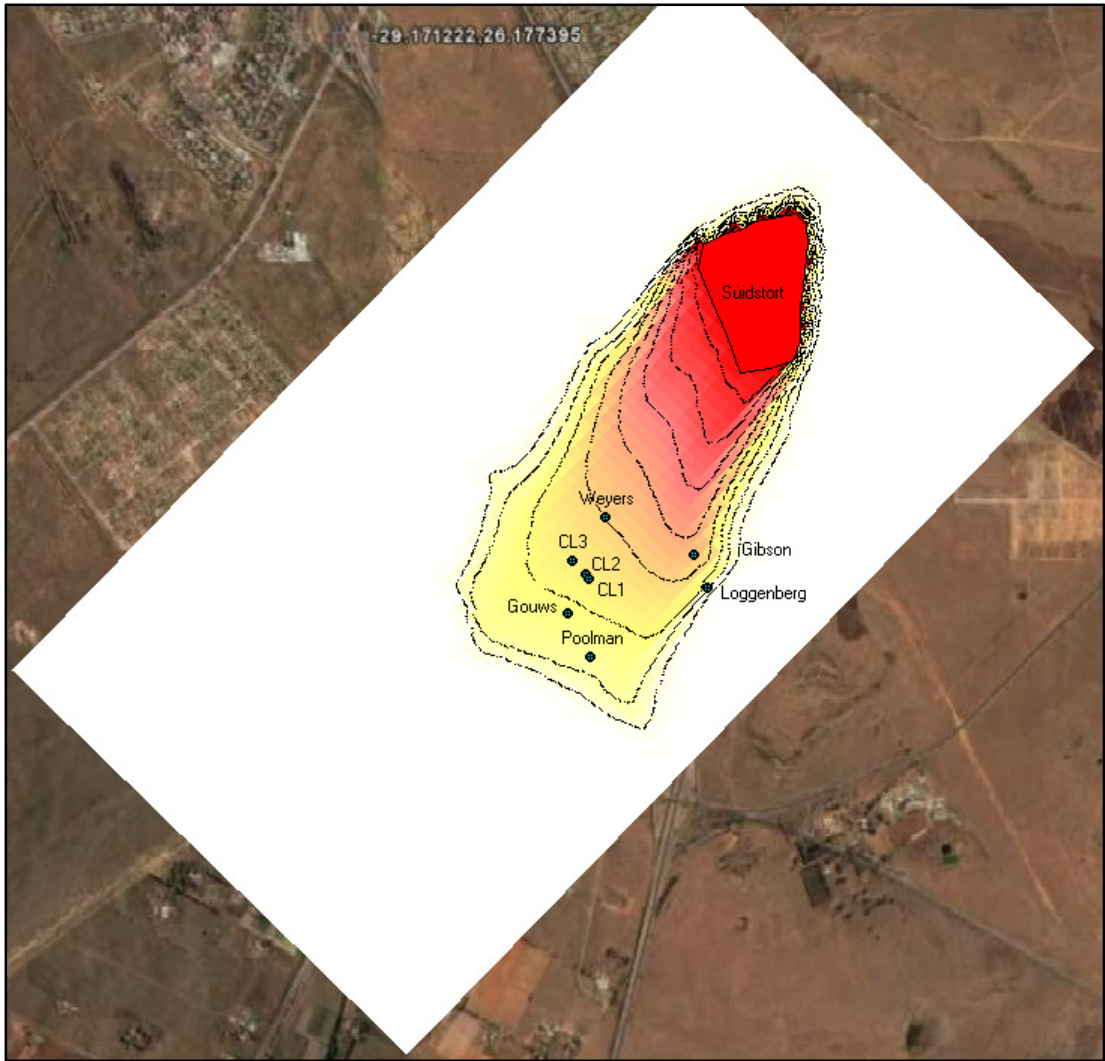 -29.171222,26.177395
Suidstort
Weyers
Gibson
CL3
CL2
CL1
Loggenberg
Gouws
Poolman